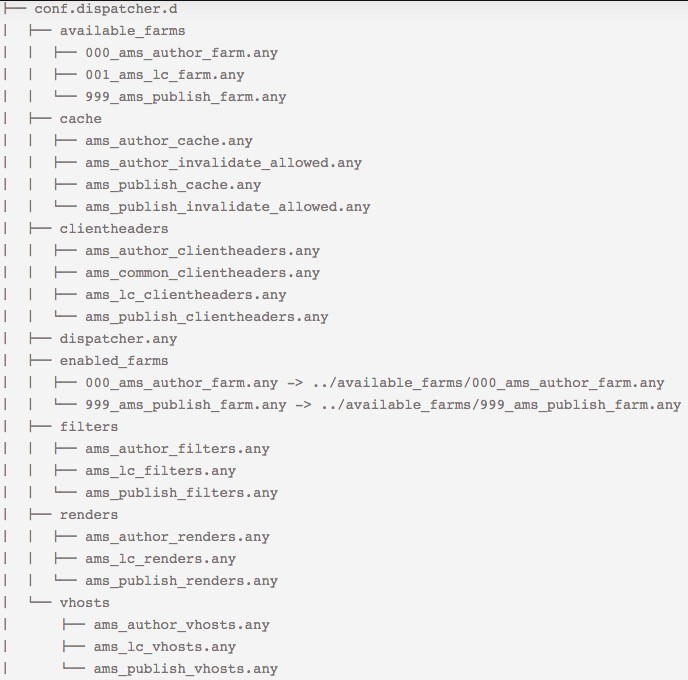 ├── conf.dispatcher.d
│   ├── available_farms
│   │   ├── 000_ams_author_farm.any
│   │   ├── 001_ams_lc_farm.any
│   │   └── 999_ams_publish_farm.any
│   ├── cache
│   │   ├── ams_author_cache.any
│   │   ├── ams_author_invalidate_allowed.any
│   │   ├── ams_publish_cache.any
│   │   └── ams_publish_invalidate_allowed.any
│   ├── clientheaders
│   │   ├── ams_author_clientheaders.any
│   │   ├── ams_common_clientheaders.any
│   │   ├── ams_lc_clientheaders.any
│   │   └── ams_publish_clientheaders.any
│   ├── dispatcher.any
│   ├── enabled_farms
│   │   ├── 000_ams_author_farm.any -> ../available_farms/000_ams_author_farm.any
│   │   └── 999_ams_publish_farm.any -> ../available_farms/999_ams_publish_farm.any
│   ├── filters
│   │   ├── ams_author_filters.any
│   │   ├── ams_lc_filters.any
│   │   └── ams_publish_filters.any
│   ├── renders
│   │   ├── ams_author_renders.any
│   │   ├── ams_lc_renders.any
│   │   └── ams_publish_renders.any
│   └── vhosts
│       ├── ams_author_vhosts.any
│       ├── ams_lc_vhosts.any
│       └── ams_publish_vhosts.any